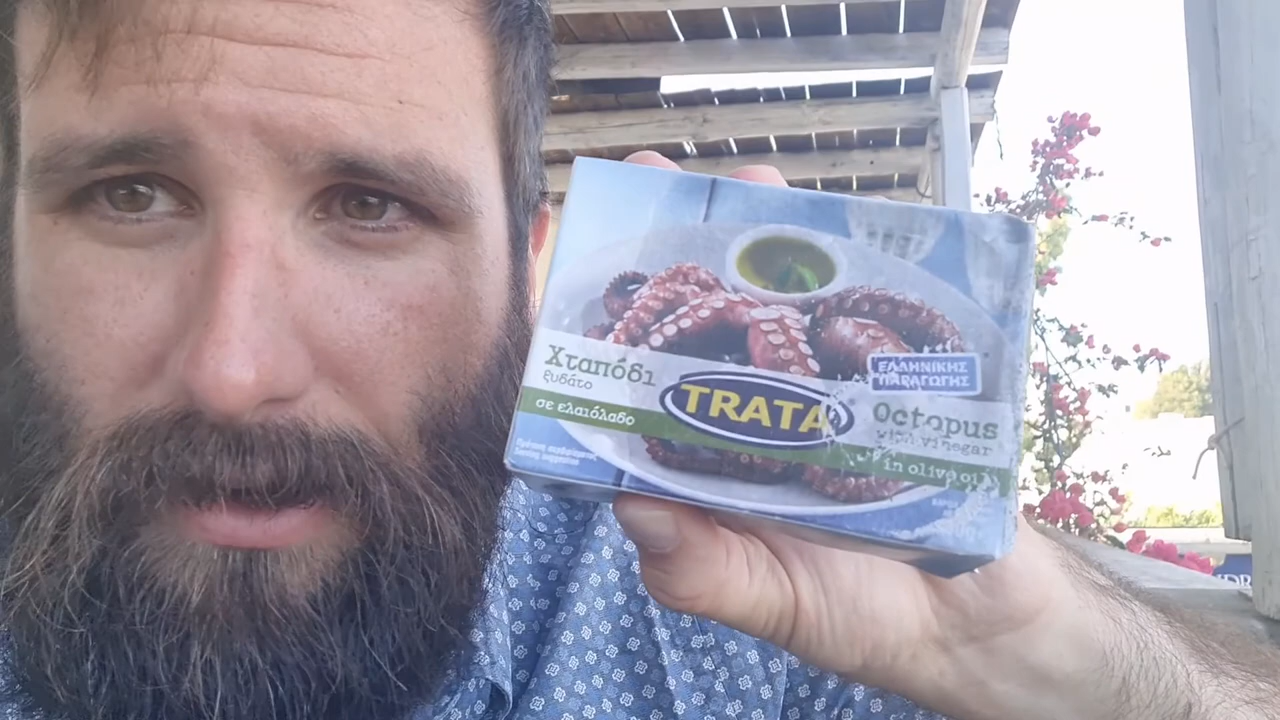 Χταπόδι
ξυδάτο
σε ελαιόλαδο
TRATA
ΕΛΛΗΝΙΚΗΣ
ΠΑΡΑΓΩΓΗΣ
Octopus
with vinegar
in olive oil